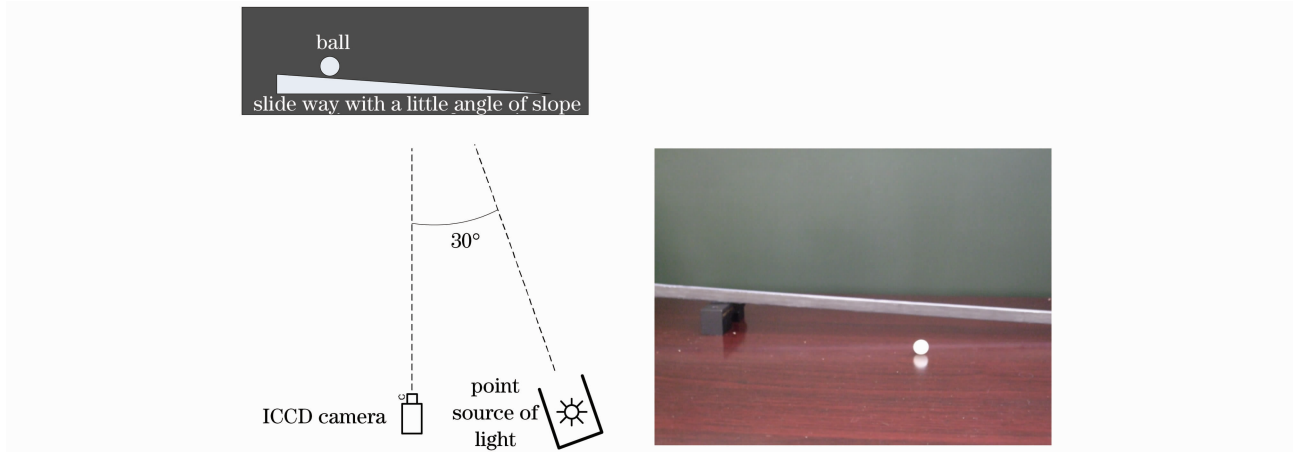 ball
slide way with a little angle of slope
30°
ICCD camera
point
source of
light